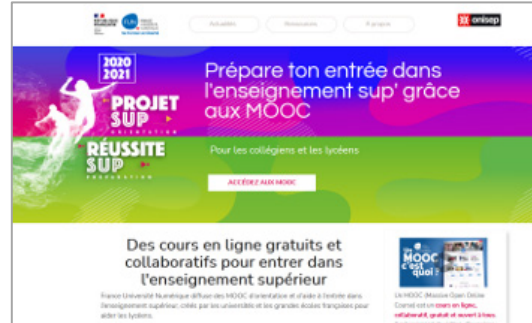 FUN
Actualités
Ressources
A propos
onisep
2020
2021
PROJET
SUP
ORIENTATION
RÉUSSITE
SUP
PRÉPARATION
Prépare ton entrée dans
l'enseignement sup' grâce
aux MOOC
Pour les collégiens et les lycéens
ACCÉDEZ AUX MOOC
Des cours en ligne gratuits et
collaboratifs pour entrer dans
l'enseignement supérieur
France Université Numérique diffuse des MOOC d'orientation et d'aide à l'entrée dans
l'enseignement supérieur, créés par les universités et les grandes écoles françaises pour
aider les lycéens.
Un
MOOC
c'est
quoi ?
Un MOOC (Massive Open Online
Course) est un cours en ligne,
collaboratif, gratuit et ouvert à tous.